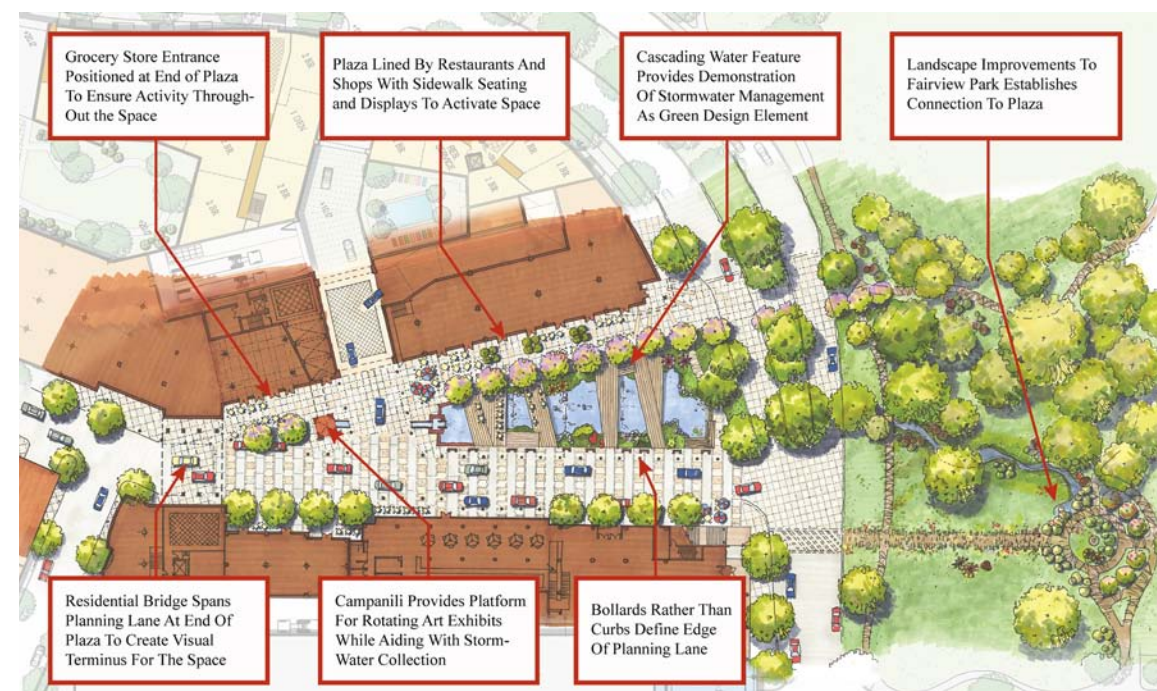 Grocery Store Entrance
Positioned at End of Plaza
To Ensure Activity Through-
Out the Space
Plaza Lined By Restaurants And
Shops With Sidewalk Seating
and Displays To Activate Space
Cascading Water Feature
Provides Demonstration
Of Stormwater Management
As Green Design Element
Landscape Improvements To
Fairview Park Establishes
Connection To Plaza
Residential Bridge Spans
Planning Lane At End Of
Plaza To Create Visual
Terminus For The Space
Campanili Provides Platform
For Rotating Art Exhibits
While Aiding With Storm-
Water Collection
Bollards Rather Than
Curbs Define Edge
Of Planning Lane